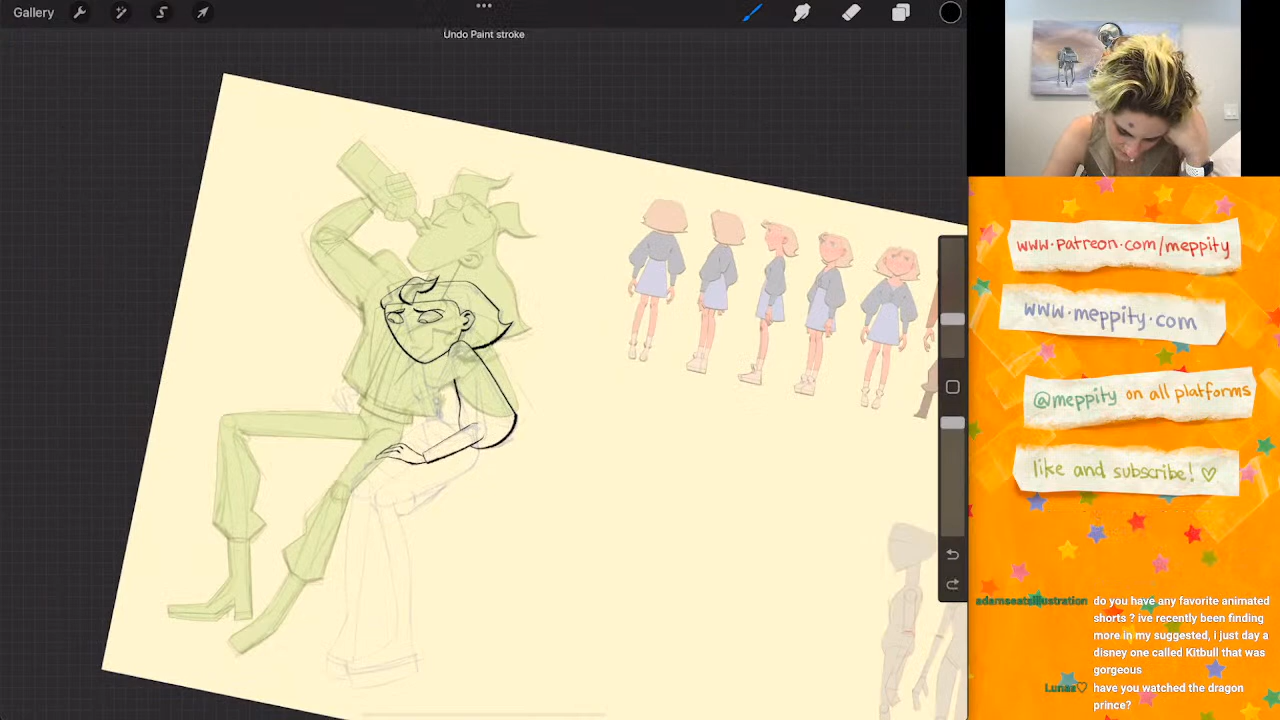 Gallery
Undo Paint stroke
www.patreon.com/meppity
www.meppity.com
@meppity on all platforms
like and subscribe! ♡
adamseatsillustration do you have any favorite animated
shorts ? ive recently been finding
more in my suggested, i just day a
disney one called Kitbull that was
gorgeous
Lunaa♡ have you watched the dragon
prince?